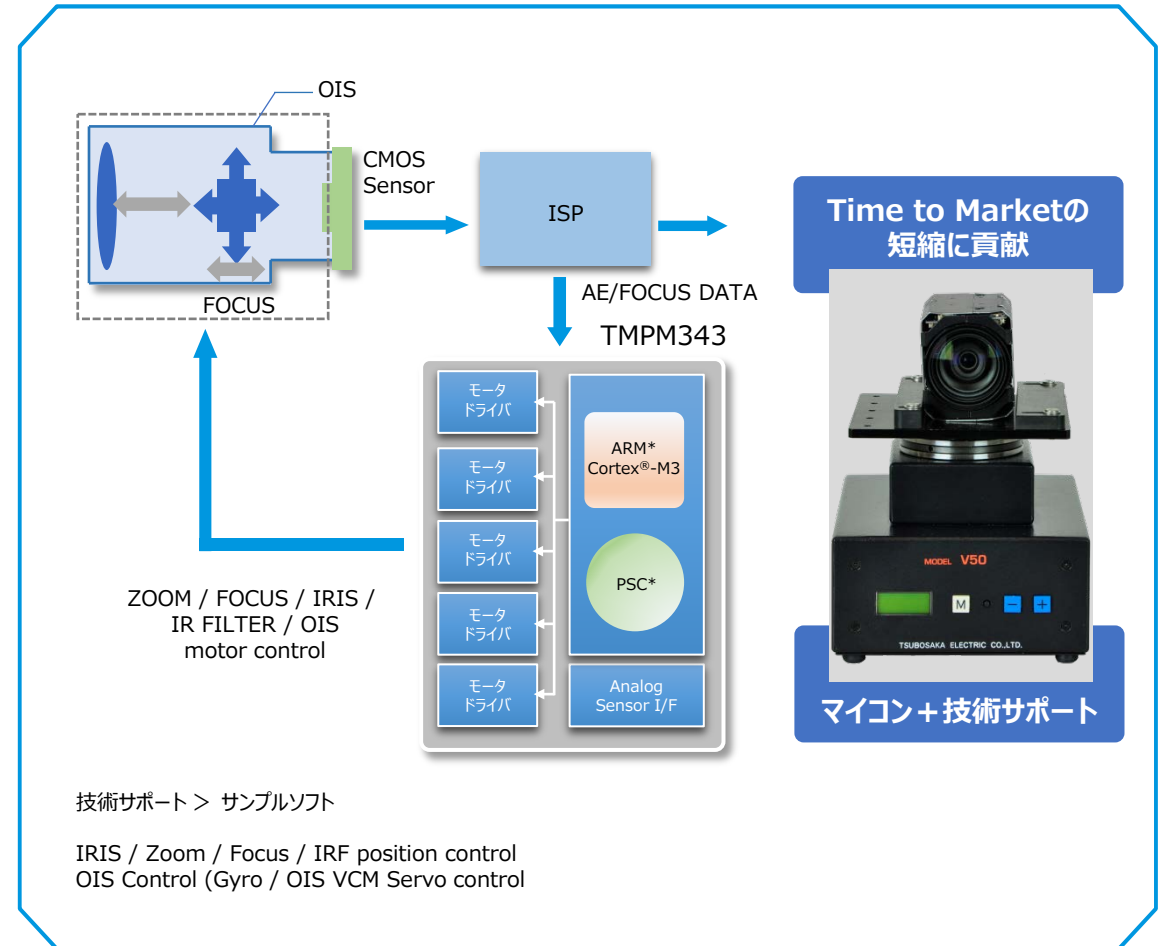 OIS
CMOS
Sensor
FOCUS
ISP
AE/FOCUS DATA
TMPM343
モータ
ドライバ
モータ
ドライバ
モータ
ドライバ
モータ
ドライバ
モータ
ドライバ
ARM*
Cortex®-M3
PSC*
Analog
Sensor I/F
ZOOM / FOCUS / IRIS /
IR FILTER / OIS
motor control
Time to Marketの
短縮に貢献
MODEL V50
M
− +
TSUBOSAKA ELECTRIC CO.,LTD.
マイコン＋技術サポート
技術サポート ＞ サンプルソフト
IRIS / Zoom / Focus / IRF position control
OIS Control (Gyro / OIS VCM Servo control